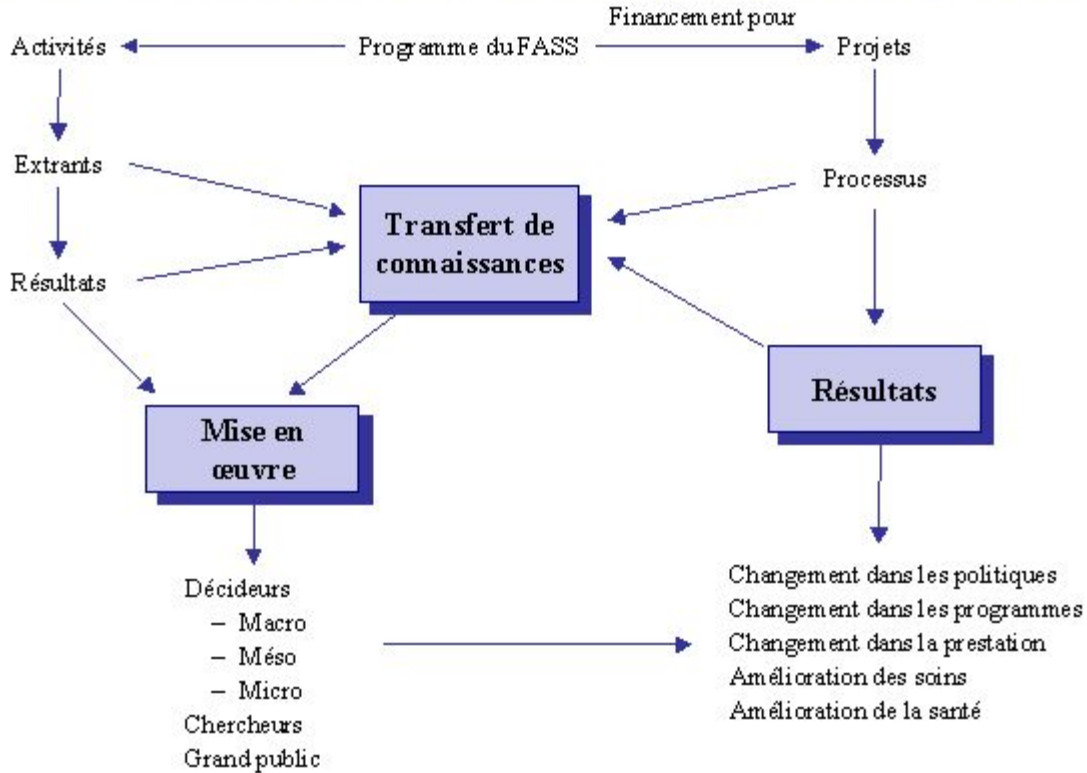 Financement pour
Activités
Programme du FASS
Projets
Extrants
Processus
Transfert de
connaissances
Résultats
Résultats
Mise en
œuvre
Décideurs
– Macro
– Méso
– Micro
Chercheurs
Grand public
Changement dans les politiques
Changement dans les programmes
Changement dans la prestation
Amélioration des soins
Amélioration de la santé